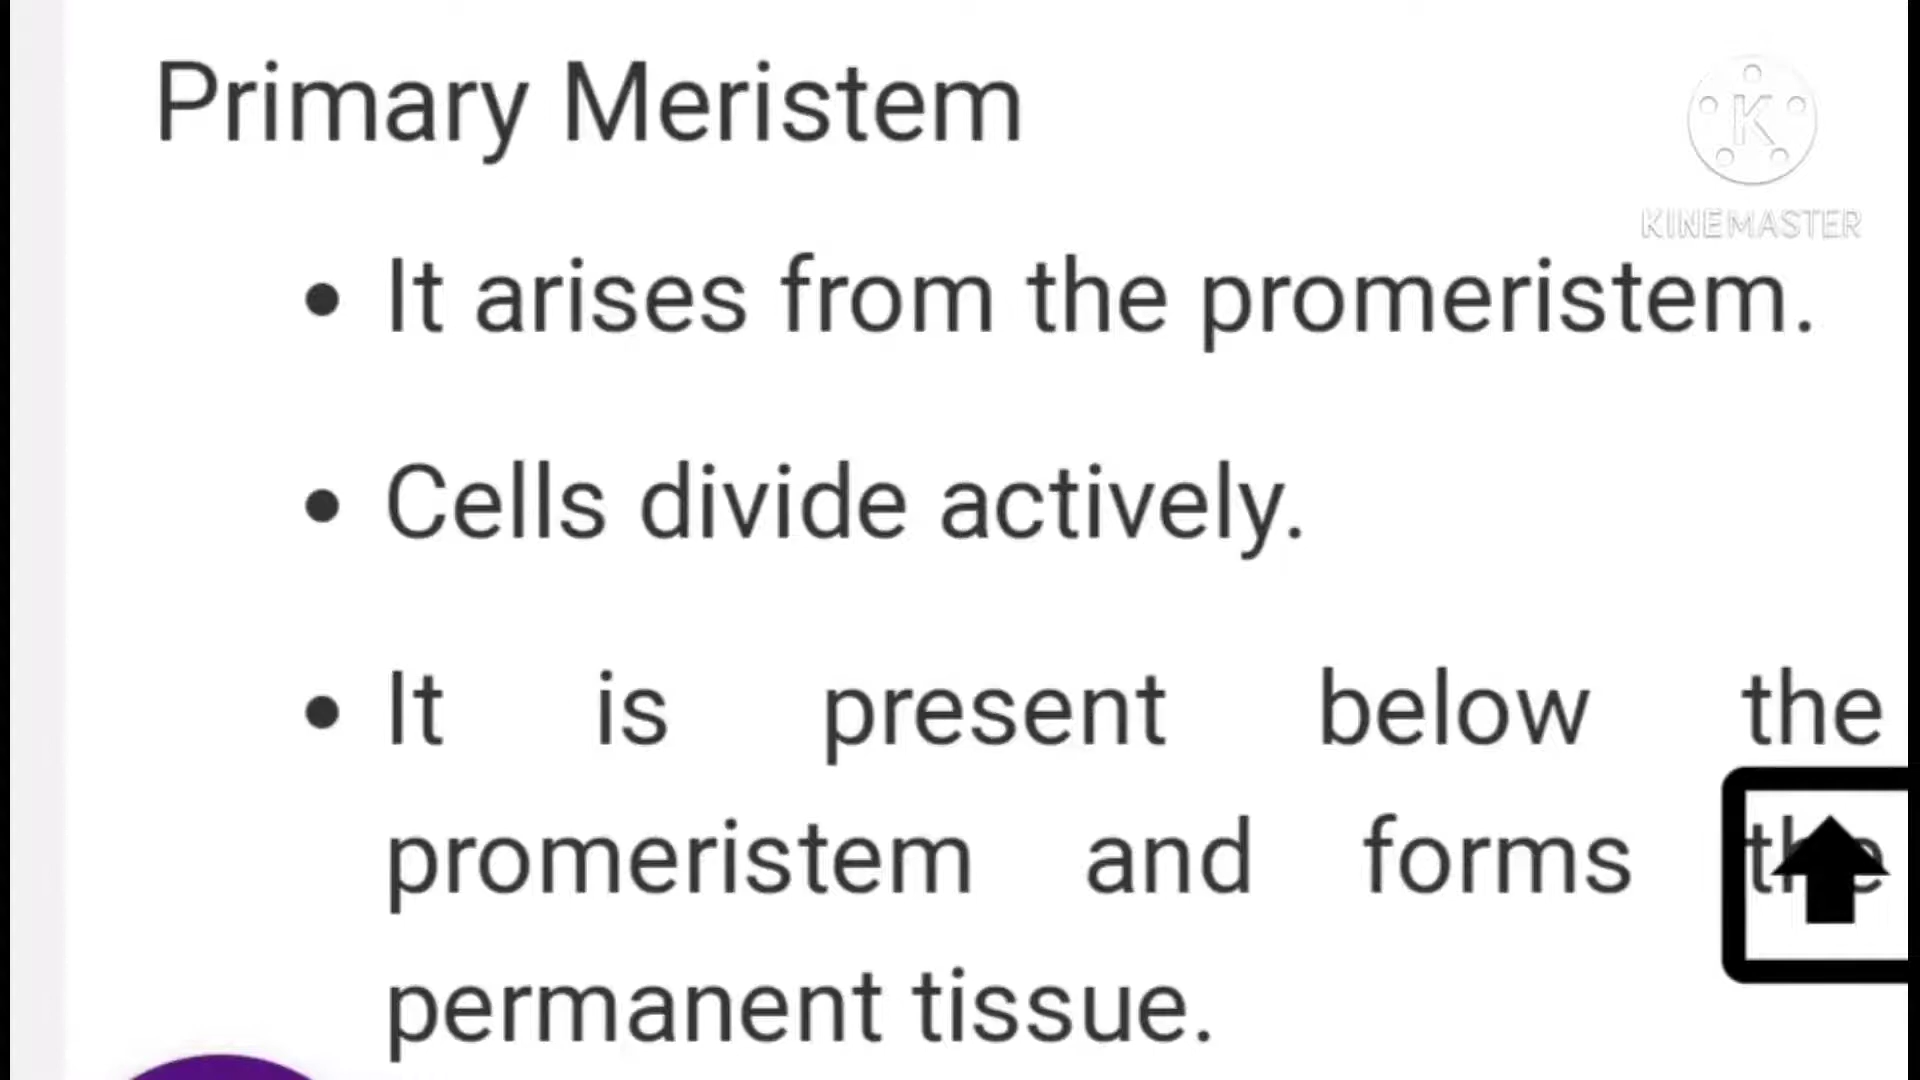 Primary Meristem
KINEMASTER
• It arises from the promeristem.
• Cells divide actively.
• It is present below the
promeristem and forms the
permanent tissue.